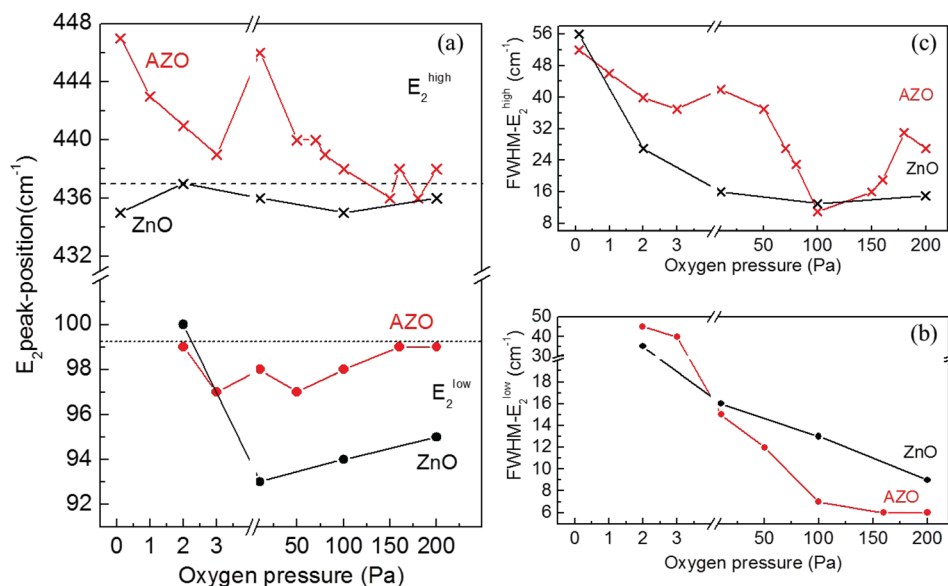 (a)
448
444
440
436
432
100
98
96
94
92
E₂peak-position(cm⁻¹)
AZO
E₂ʰⁱᵍʰ
ZnO
AZO
E₂ˡᵒʷ
ZnO
0 1 2 3 50 100 150 200
Oxygen pressure (Pa)
(c)
56
48
40
32
24
16
8
FWHM-E₂ʰⁱᵍʰ (cm⁻¹)
AZO
ZnO
0 1 2 3 50 100 150 200
Oxygen pressure (Pa)
(b)
50
40
35
30
16
14
12
10
8
6
FWHM-E₂ˡᵒʷ (cm⁻¹)
ZnO
AZO
0 1 2 3 50 100 150 200
Oxygen pressure (Pa)